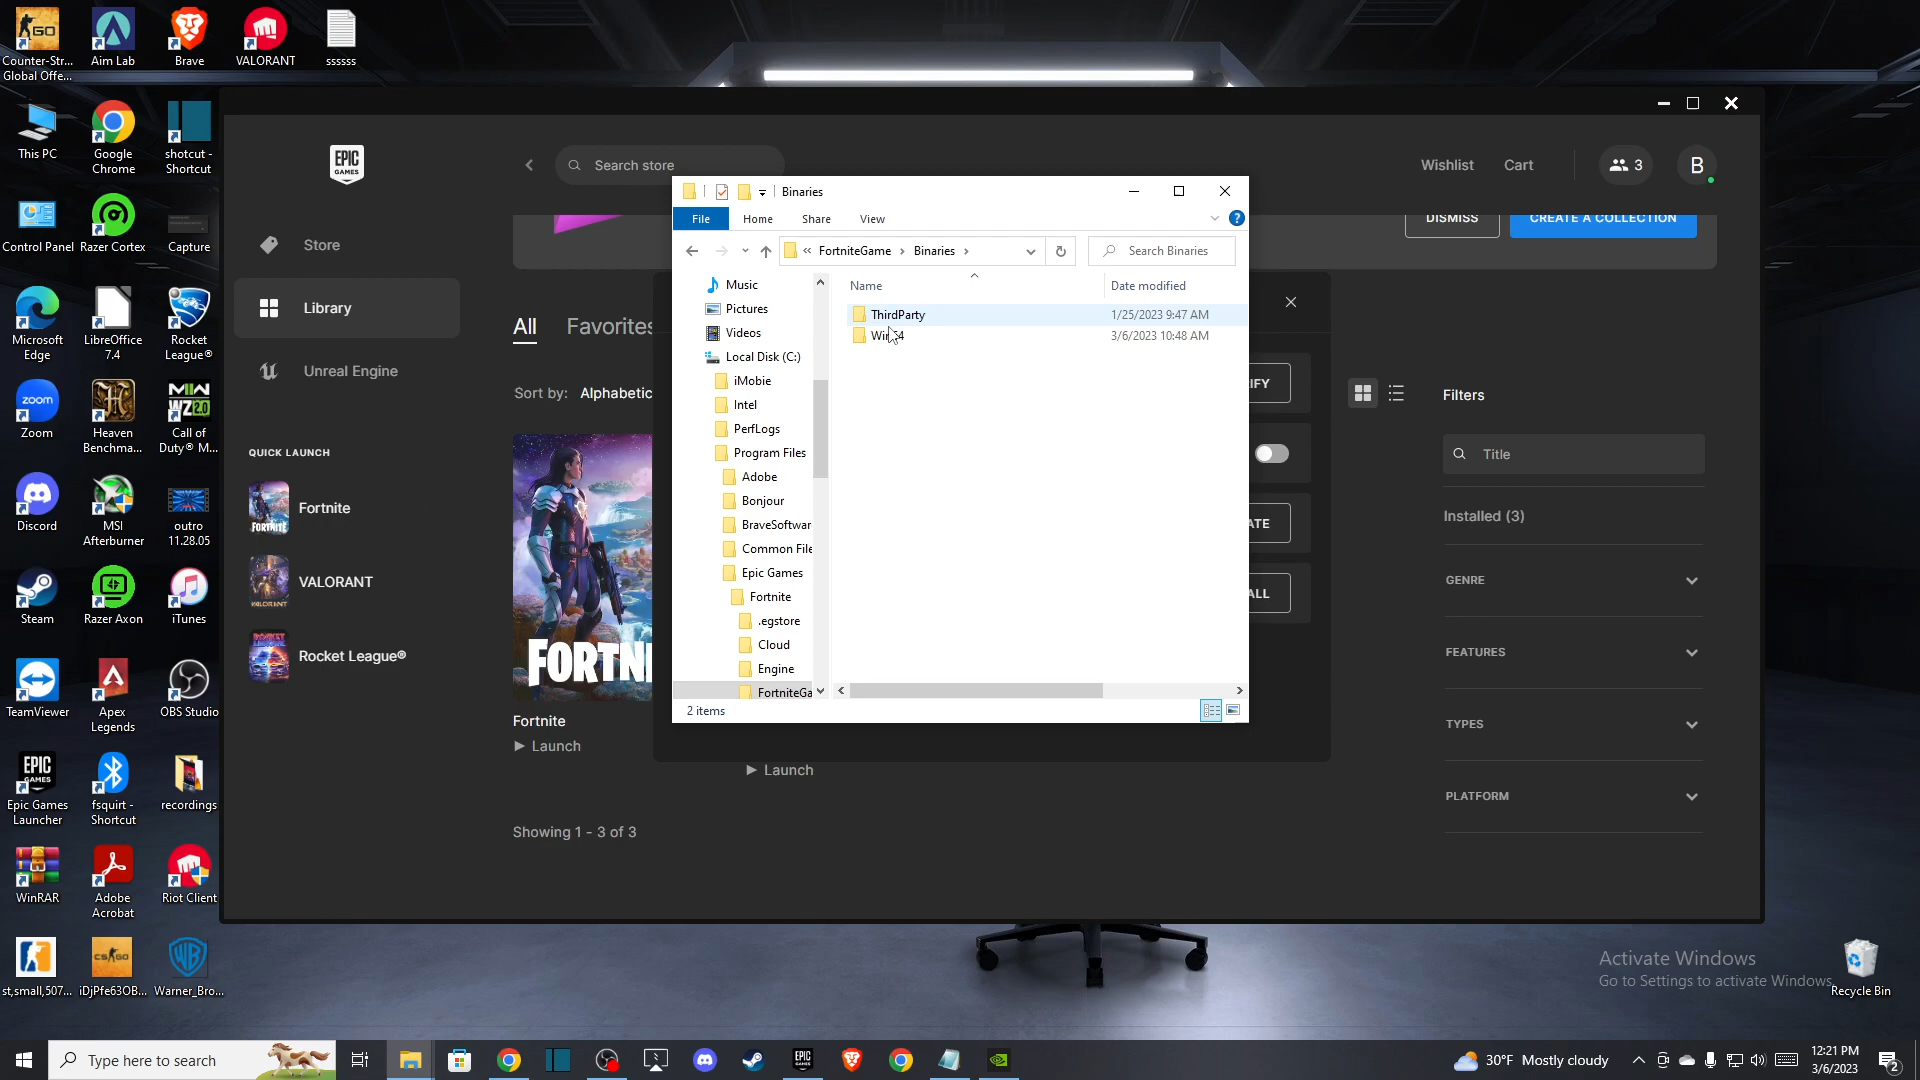 Counter-Str...
Global Offe...
Aim Lab
Brave
VALORANT
ssssss
This PC
Google
Chrome
shotcut -
Shortcut
Control Panel
Razer Cortex
Capture
Microsoft
Edge
LibreOffice
7.4
Rocket
League®
Zoom
Heaven
Benchma...
Call of
Duty® M...
Discord
MSI
Afterburner
outro
11.28.05
Steam
Razer Axon
iTunes
TeamViewer
Apex
Legends
OBS Studio
Epic Games
Launcher
fsquirt -
Shortcut
recordings
WinRAR
Adobe
Acrobat
Riot Client
st,small,507...
iDjPfe63OB...
Warner_Bro...
EPIC
GAMES
Search store
Wishlist
Cart
3
B
Store
Library
Unreal Engine
QUICK LAUNCH
Fortnite
VALORANT
Rocket League®
DISMISS
CREATE A COLLECTION
All
Favorites
Sort by: Alphabetic
FORTNI
Fortnite
Launch
Launch
Showing 1 - 3 of 3
IFY
ATE
ALL
Filters
Title
Installed (3)
GENRE
FEATURES
TYPES
PLATFORM
Binaries
File
Home
Share
View
« FortniteGame › Binaries ›
Search Binaries
Music
Pictures
Videos
Local Disk (C:)
iMobie
Intel
PerfLogs
Program Files
Adobe
Bonjour
BraveSoftwar
Common File
Epic Games
Fortnite
.egstore
Cloud
Engine
FortniteGa
Name
Date modified
ThirdParty
1/25/2023 9:47 AM
Win64
3/6/2023 10:48 AM
2 items
Activate Windows
Go to Settings to activate Windows.
Recycle Bin
Type here to search
30°F Mostly cloudy
12:21 PM
3/6/2023
2